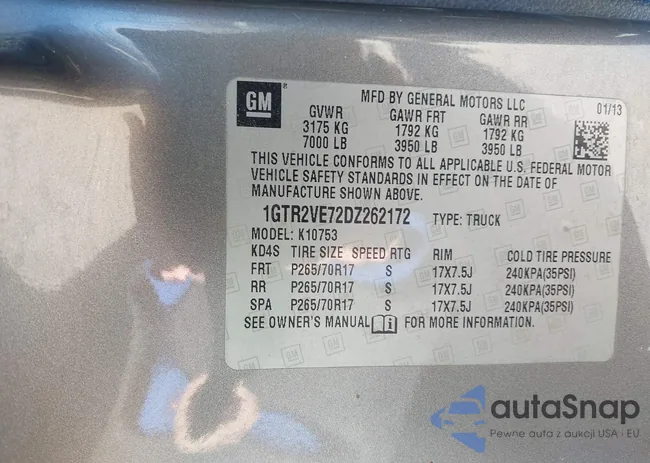 GM
MFD BY GENERAL MOTORS LLC
01/13
GVWR GAWR FRT GAWR RR
3175 KG 1792 KG 1792 KG
7000 LB 3950 LB 3950 LB
THIS VEHICLE CONFORMS TO ALL APPLICABLE U.S. FEDERAL MOTOR
VEHICLE SAFETY STANDARDS IN EFFECT ON THE DATE OF
MANUFACTURE SHOWN ABOVE.
1GTR2VE72DZ262172 TYPE: TRUCK
MODEL: K10753
KD4S TIRE SIZE SPEED RTG RIM COLD TIRE PRESSURE
FRT P265/70R17 S 17X7.5J 240KPA(35PSI)
RR P265/70R17 S 17X7.5J 240KPA(35PSI)
SPA P265/70R17 S 17X7.5J 240KPA(35PSI)
SEE OWNER'S MANUAL FOR MORE INFORMATION.
autoSnap
Pewne auta z aukcji USA i EU